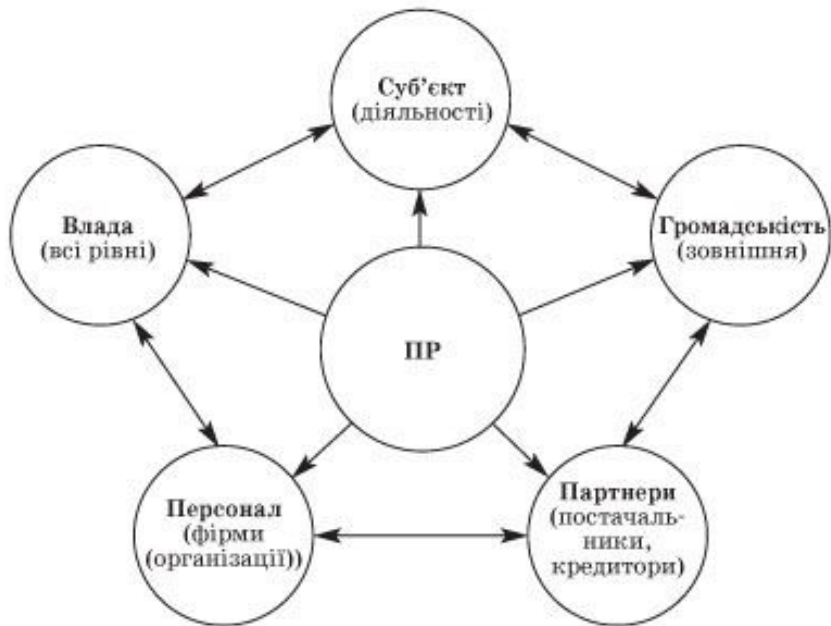 Суб’єкт
(діяльності)
Влада
(всі рівні)
Громадськість
(зовнішня)
ПР
Персонал
(фірми
(організації))
Партнери
(постачаль-
ники,
кредитори)